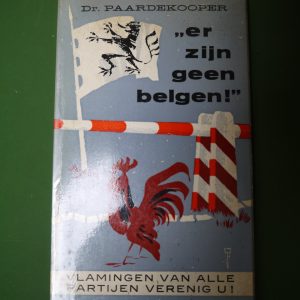 Dr. PAARDEKOOPER
„er
zijn
geen
belgen!”
VLAMINGEN VAN ALLE
PARTIJEN VERENIG U!